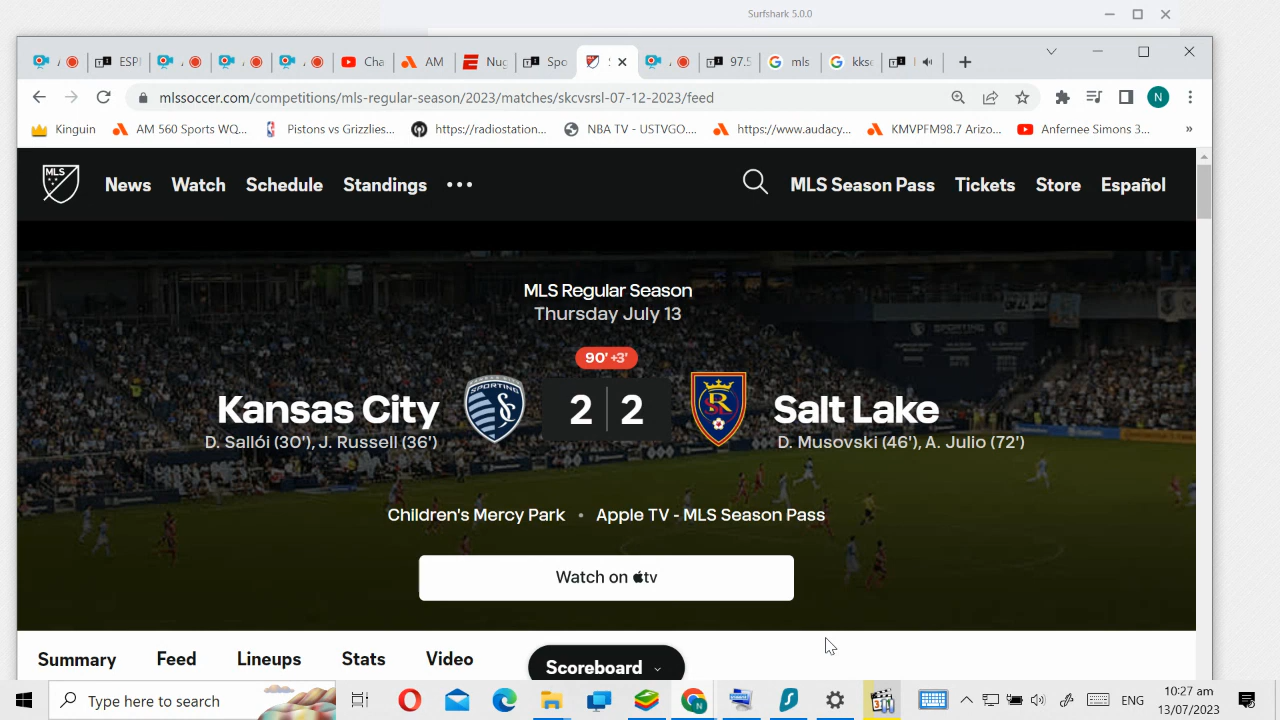 Surfshark 5.0.0
ESPI
Cha
AM
Nug
Spo
97.5
mls
kkso
mlssoccer.com/competitions/mls-regular-season/2023/matches/skcvsrsl-07-12-2023/feed
N
Kinguin
AM 560 Sports WQ...
Pistons vs Grizzlies...
https://radiostation...
NBA TV - USTVGO....
https://www.audacy...
KMVPFM98.7 Arizo...
Anfernee Simons 3...
»
MLS
News Watch Schedule Standings •••
MLS Season Pass Tickets Store Español
MLS Regular Season
Thursday July 13
90' +3'
Kansas City 2 2 Salt Lake
SPORTING
D. Sallói (30'), J. Russell (36') D. Musovski (46'), A. Julio (72')
Children's Mercy Park • Apple TV - MLS Season Pass
Watch on tv
Summary Feed Lineups Stats Video Scoreboard
Type here to search
ENG
10:27 am
13/07/2023